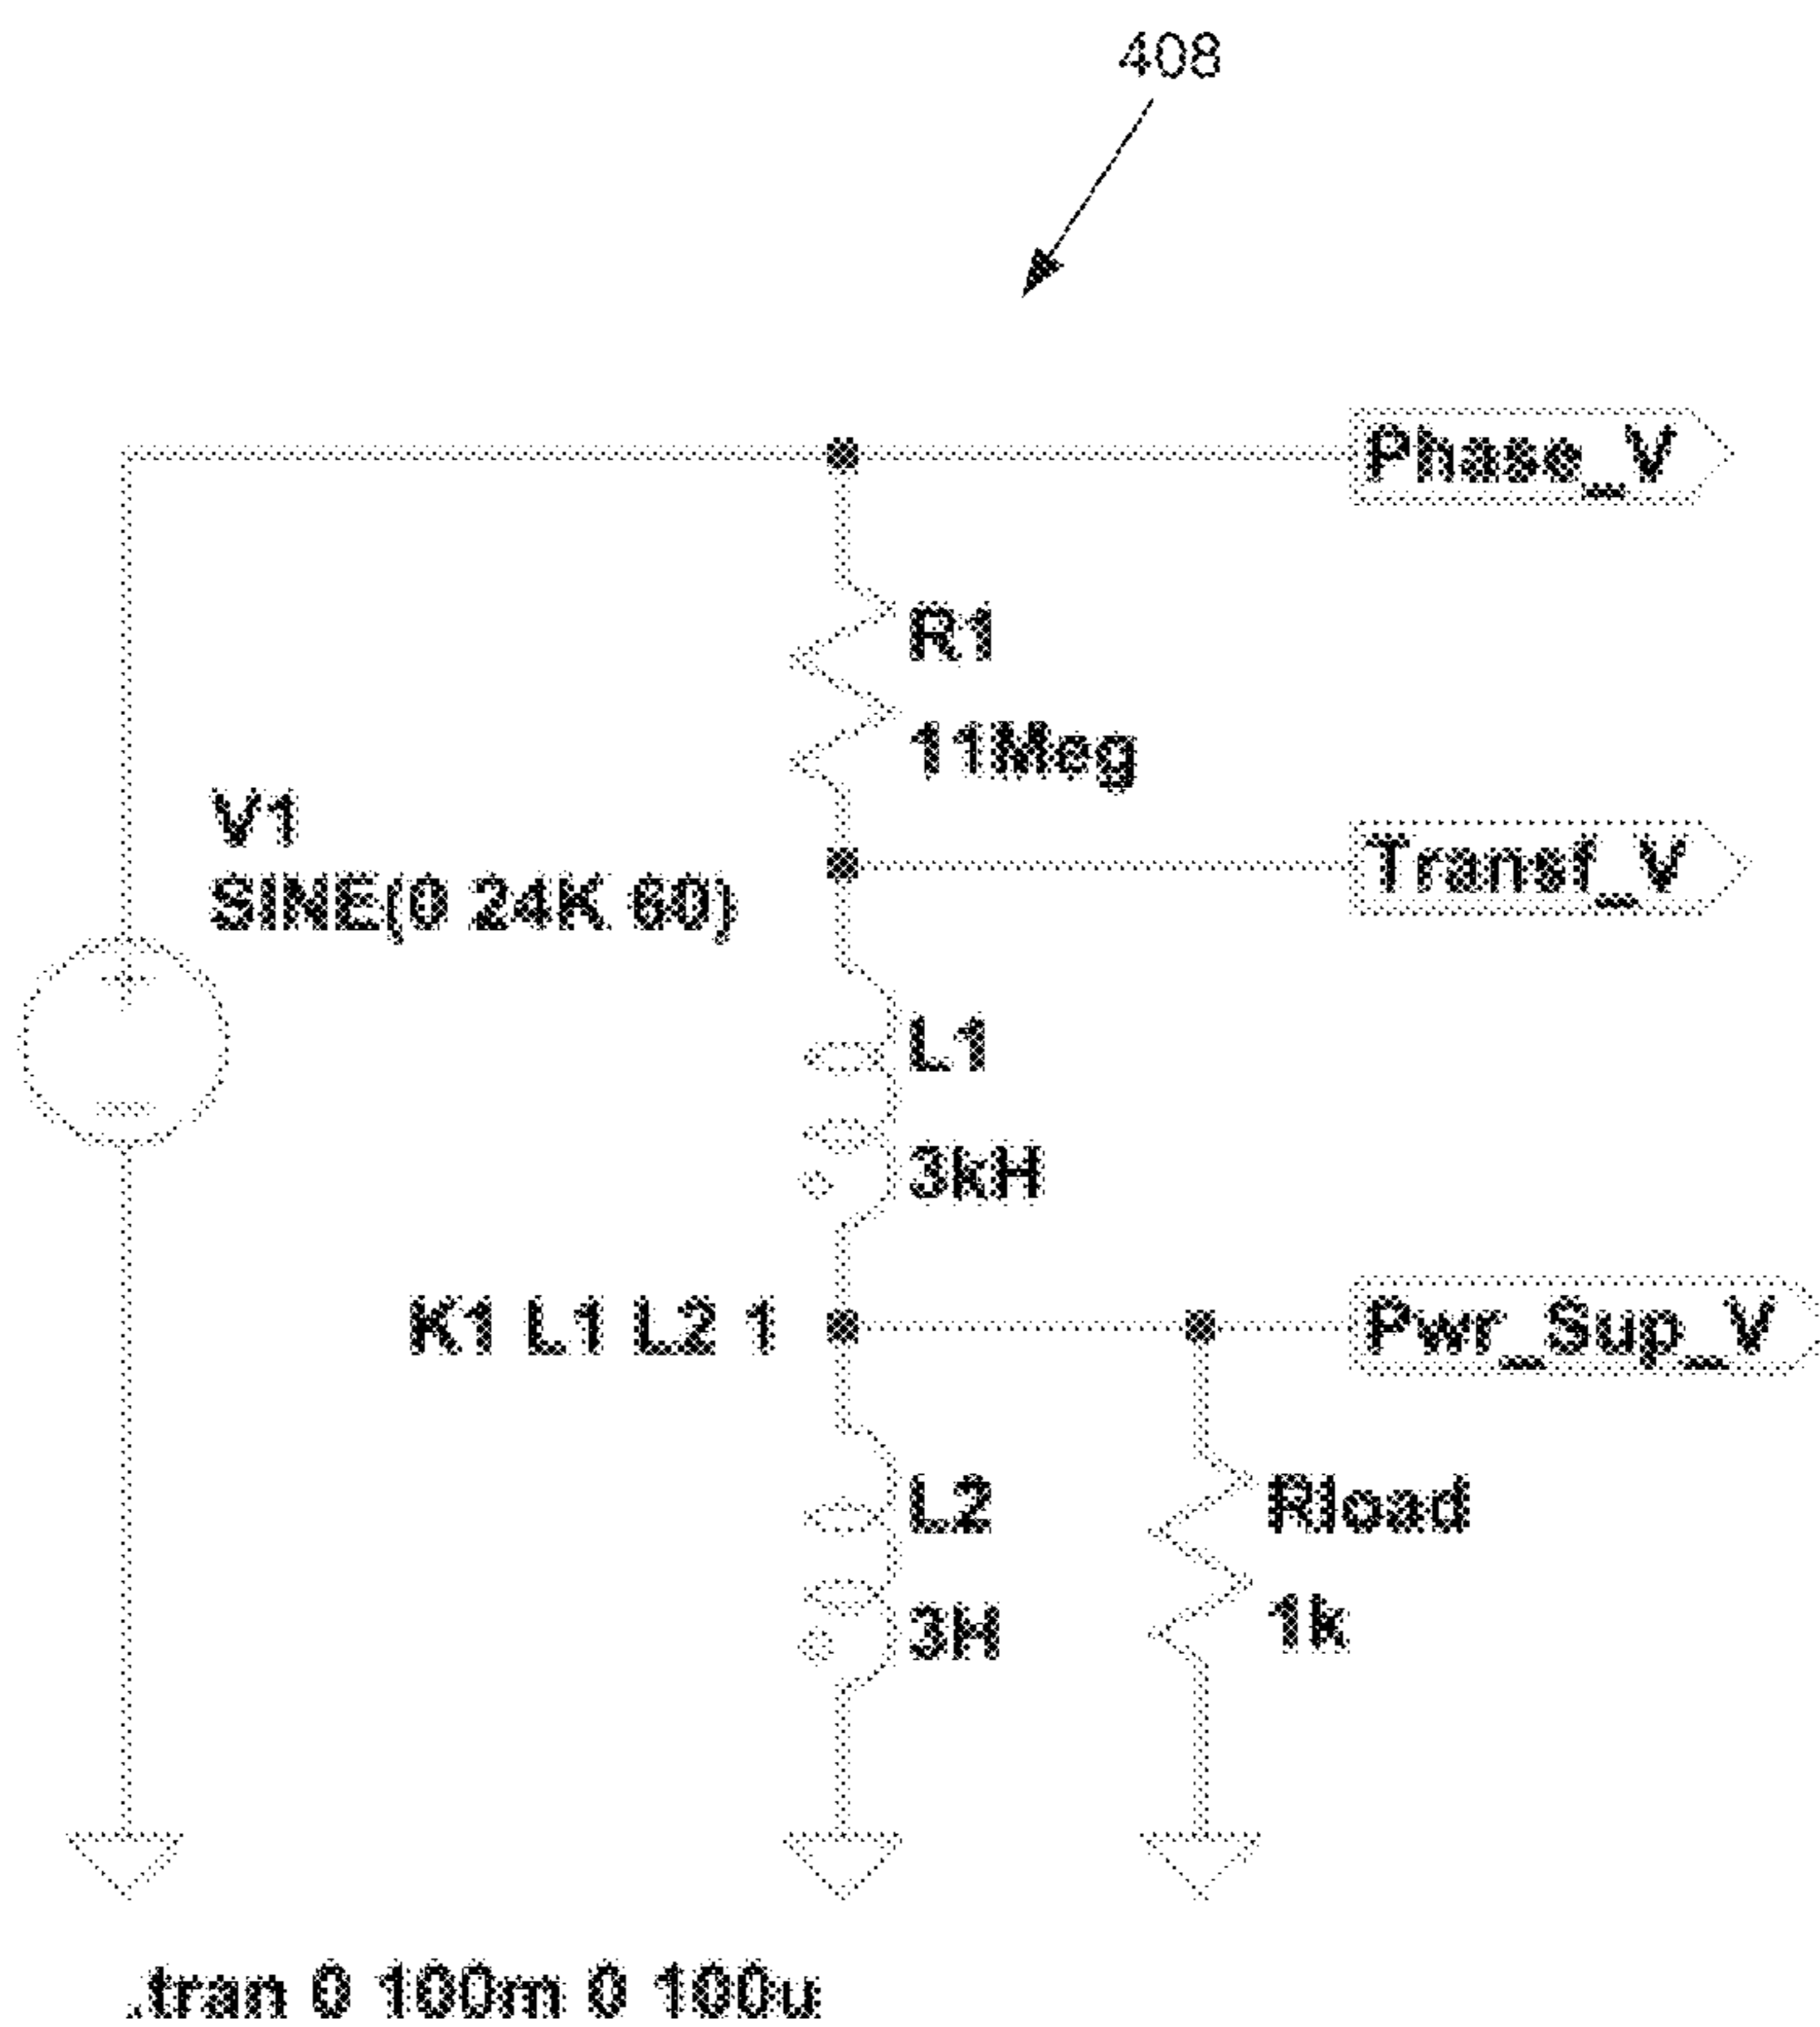 408
Phase_V
R1
11Meg
V1
SINE(0 24K 60)
Transf_V
L1
3kH
K1 L1 L2 1
Pwr_Sup_V
L2
3H
Rload
1k
.tran 0 100m 0 100u